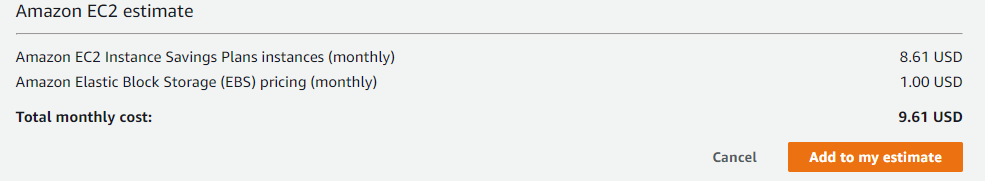 Amazon EC2 estimate
Amazon EC2 Instance Savings Plans instances (monthly) 8.61 USD
Amazon Elastic Block Storage (EBS) pricing (monthly) 1.00 USD
Total monthly cost: 9.61 USD
Cancel Add to my estimate